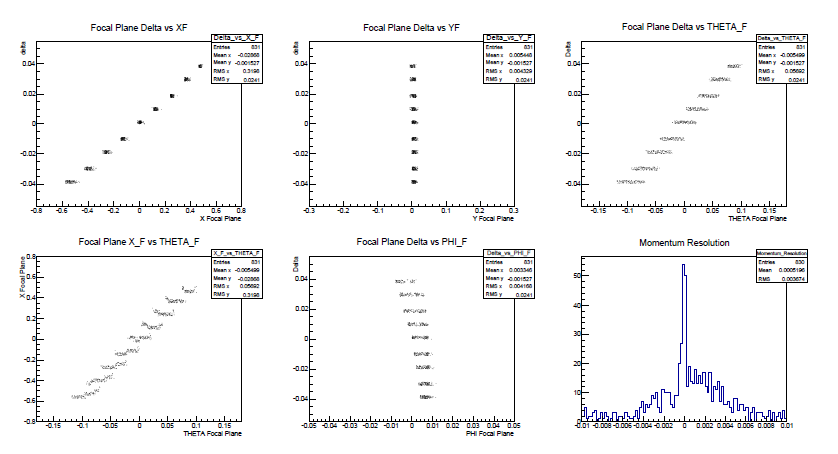 Focal Plane Delta vs XF
Delta_vs_X_F
Entries 831
Mean x -0.02868
Mean y -0.001527
RMS x 0.3196
RMS y 0.0241
delta
0.04
0.02
0
-0.02
-0.04
-0.8 -0.6 -0.4 -0.2 0 0.2 0.4 0.6 0.8
X Focal Plane
Focal Plane Delta vs YF
Delta_vs_Y_F
Entries 831
Mean x 0.005448
Mean y -0.001527
RMS x 0.004329
RMS y 0.0241
delta
0.04
0.02
0
-0.02
-0.04
-0.3 -0.2 -0.1 0 0.1 0.2 0.3
Y Focal Plane
Focal Plane Delta vs THETA_F
Delta_vs_THETA_F
Entries 831
Mean x -0.005499
Mean y -0.001527
RMS x 0.05692
RMS y 0.0241
Delta
0.04
0.02
0
-0.02
-0.04
-0.15 -0.1 -0.05 0 0.05 0.1 0.15
THETA Focal Plane
Focal Plane X_F vs THETA_F
X_F_vs_THETA_F
Entries 831
Mean x -0.005499
Mean y -0.02868
RMS x 0.05692
RMS y 0.3196
X Focal Plane
0.8
0.6
0.4
0.2
0
-0.2
-0.4
-0.6
-0.8
-0.15 -0.1 -0.05 0 0.05 0.1 0.15
THETA Focal Plane
Focal Plane Delta vs PHI_F
Delta_vs_PHI_F
Entries 831
Mean x 0.003346
Mean y -0.001527
RMS x 0.004168
RMS y 0.0241
Delta
0.04
0.02
0
-0.02
-0.04
-0.05 -0.04 -0.03 -0.02 -0.01 0 0.01 0.02 0.03 0.04 0.05
PHI Focal Plane
Momentum Resolution
Momentum_Resolution
Entries 830
Mean 0.0005196
RMS 0.003674
50
40
30
20
10
0
-0.01 -0.008 -0.006 -0.004 -0.002 0 0.002 0.004 0.006 0.008 0.01